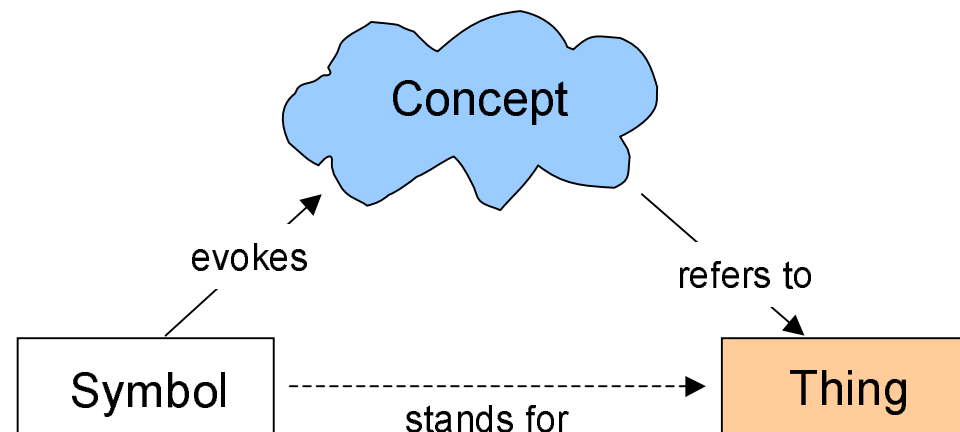 Concept
evokes
refers to
Symbol
Thing
stands for